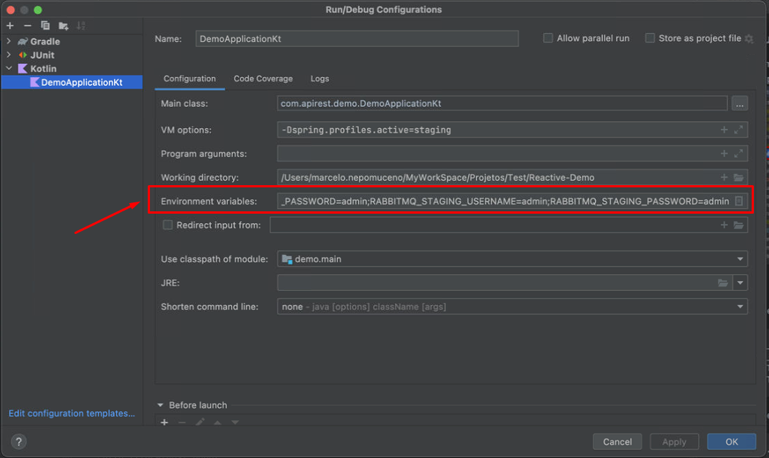 Run/Debug Configurations
Gradle
JUnit
Kotlin
DemoApplicationKt
Edit configuration templates...
Name: DemoApplicationKt
Allow parallel run
Store as project file
Configuration Code Coverage Logs
Main class: com.apirest.demo.DemoApplicationKt ...
VM options: -Dspring.profiles.active=staging
Program arguments:
Working directory: /Users/marcelo.nepomuceno/MyWorkSpace/Projetos/Test/Reactive-Demo
Environment variables: _PASSWORD=admin;RABBITMQ_STAGING_USERNAME=admin;RABBITMQ_STAGING_PASSWORD=admin
Redirect input from:
Use classpath of module: demo.main
JRE:
Shorten command line: none - java [options] className [args]
Before launch
? Cancel Apply OK